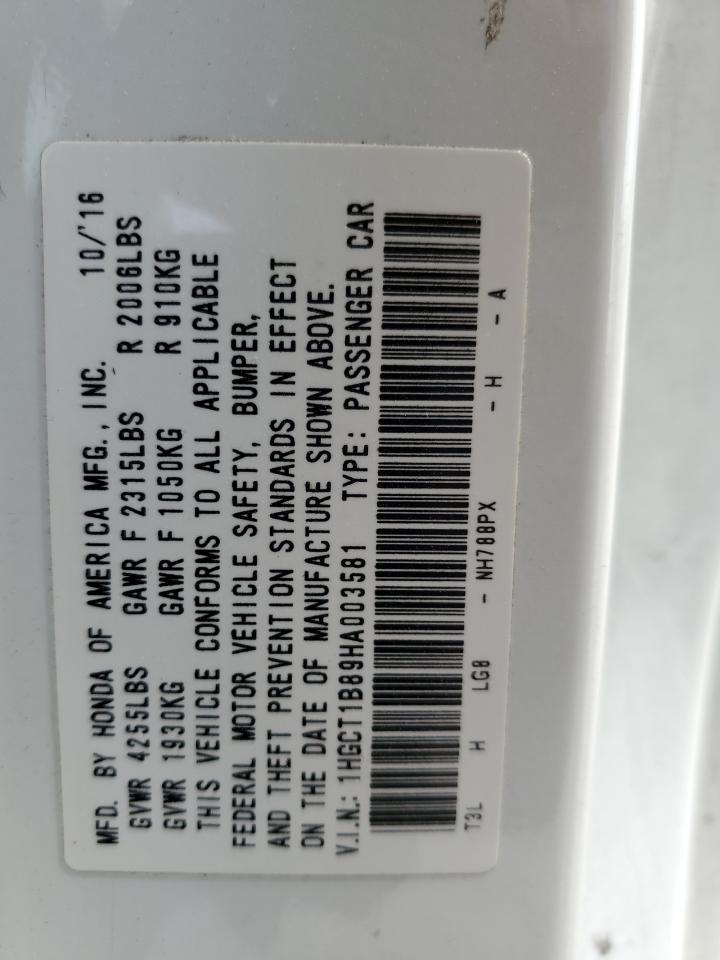 MFD. BY HONDA OF AMERICA MFG., INC. 10/'16
GVWR 4255LBS GAWR F 2315LBS R 2006LBS
GVWR 1930KG GAWR F 1050KG R 910KG
THIS VEHICLE CONFORMS TO ALL APPLICABLE
FEDERAL MOTOR VEHICLE SAFETY, BUMPER,
AND THEFT PREVENTION STANDARDS IN EFFECT
ON THE DATE OF MANUFACTURE SHOWN ABOVE.
V.I.N.: 1HGCT1B89HA003581 TYPE: PASSENGER CAR
T3L H LG8 - NH788PX - H - A